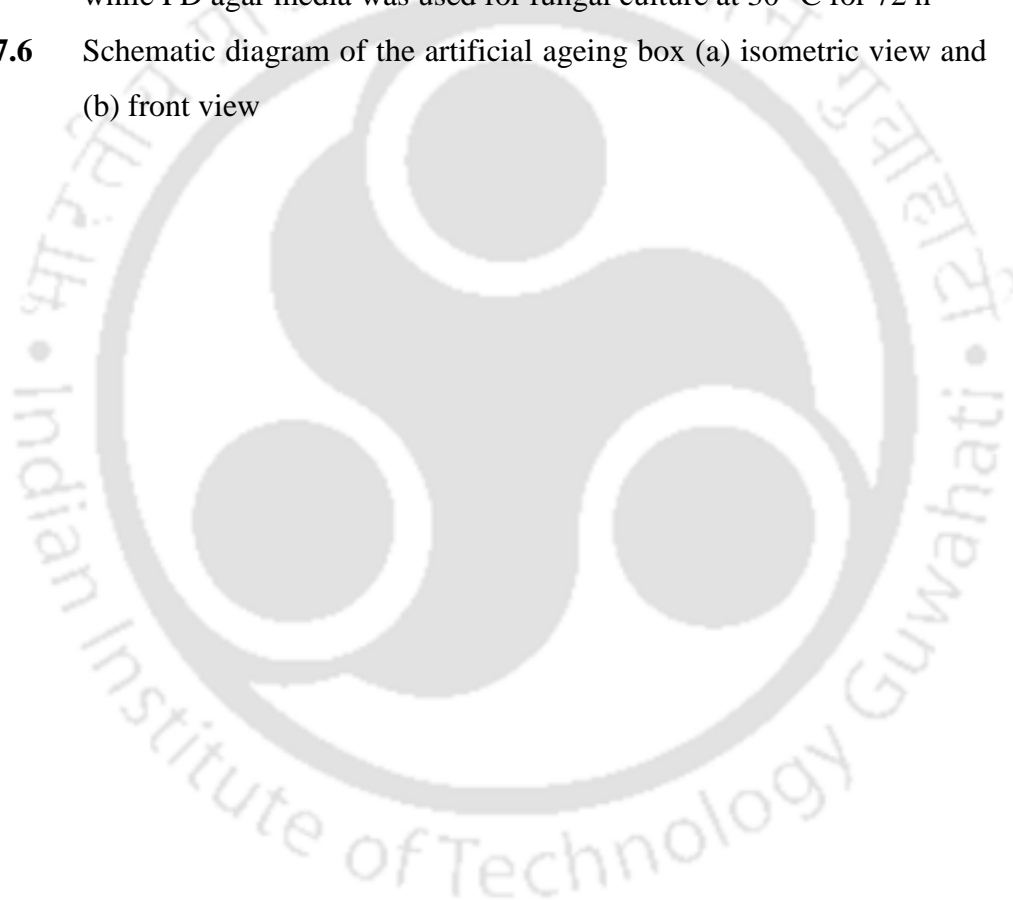 while PD agar media was used for fungal culture at 30 °C for 72 h
7.6 Schematic diagram of the artificial ageing box (a) isometric view and
(b) front view
Indian Institute of Technology Guwahati